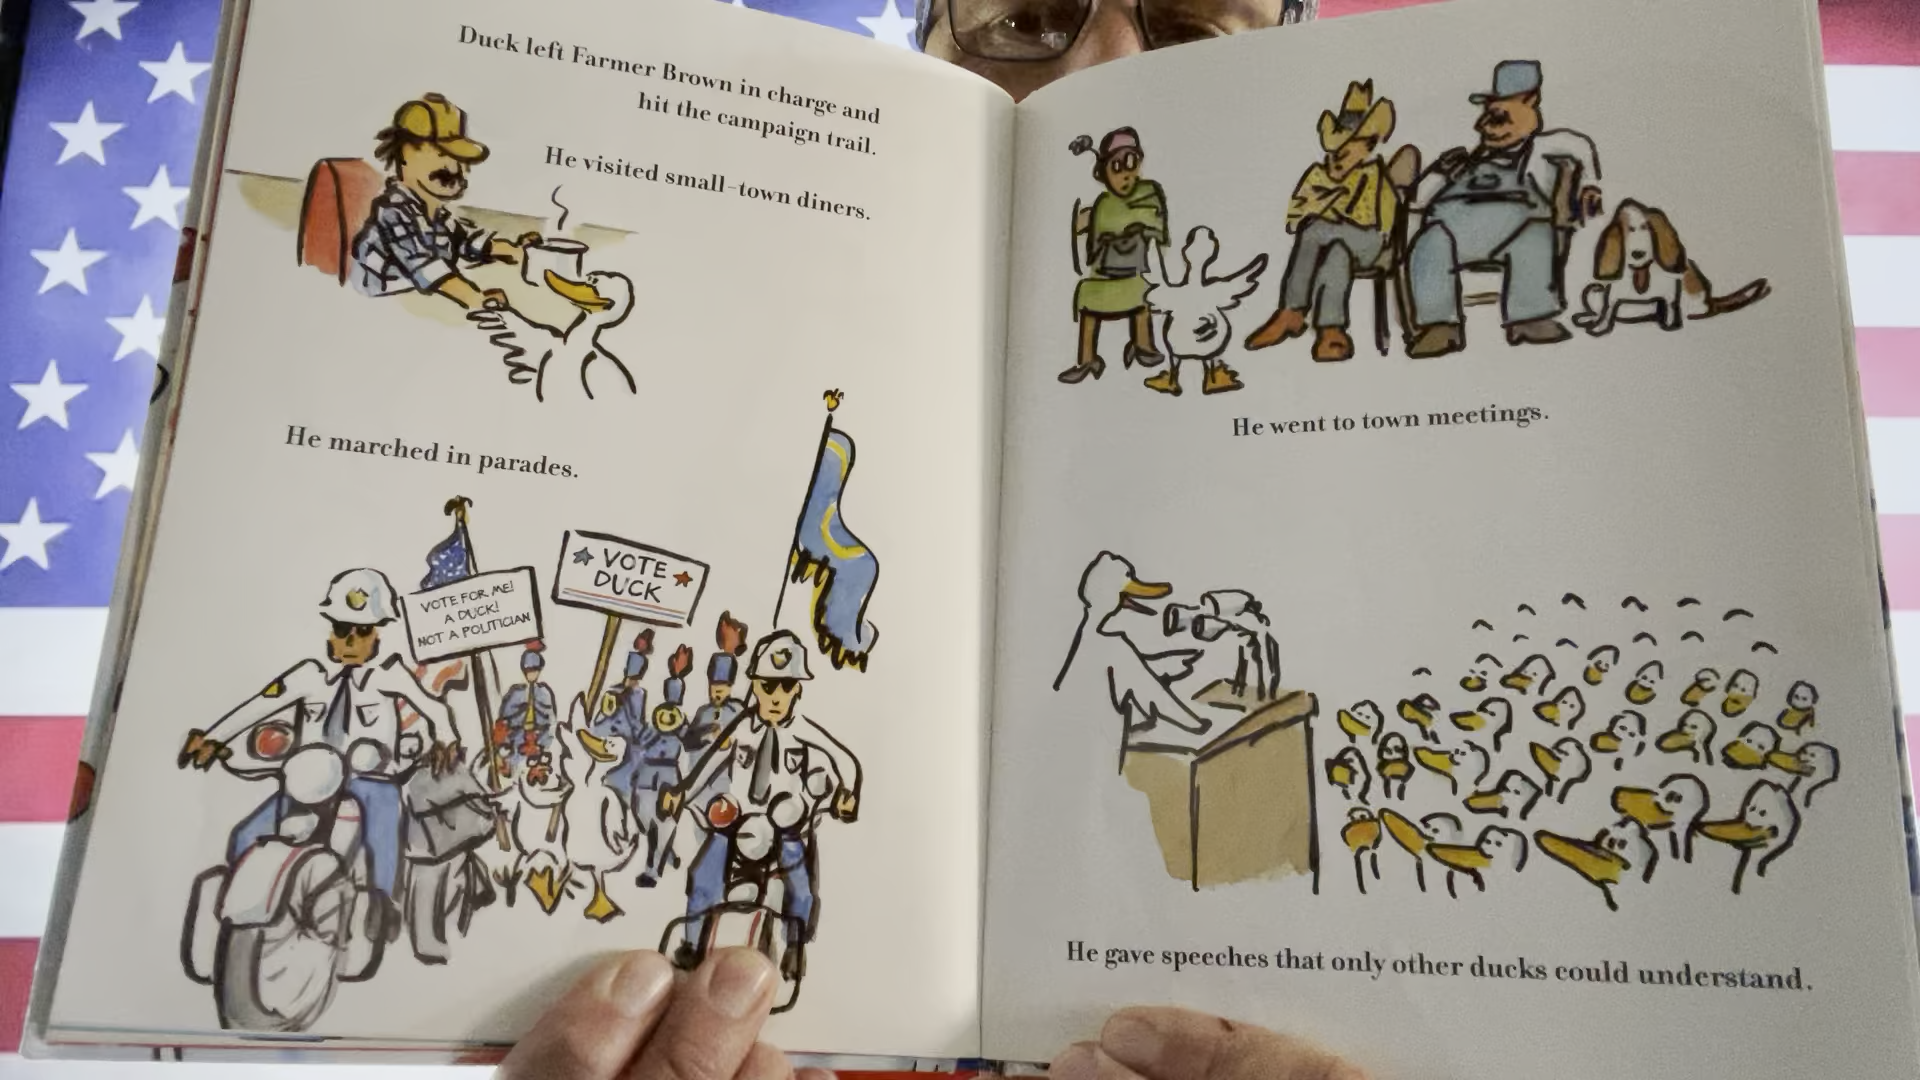 Duck left Farmer Brown in charge and
hit the campaign trail.
He visited small-town diners.
He marched in parades.
VOTE FOR ME!
A DUCK!
NOT A POLITICIAN
VOTE
DUCK
He went to town meetings.
He gave speeches that only other ducks could understand.